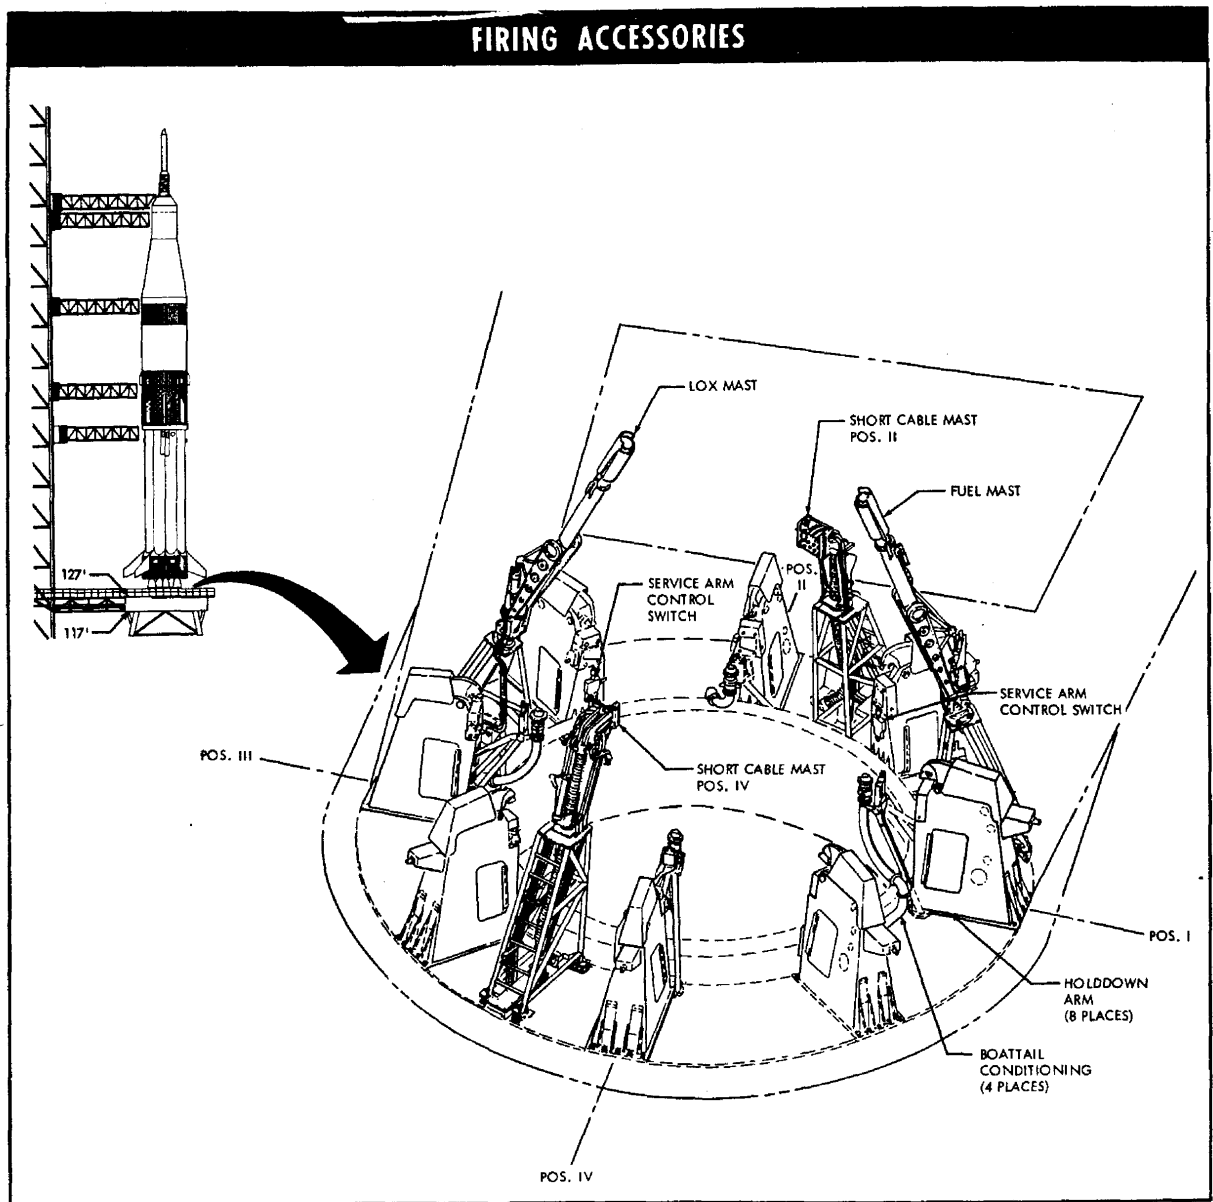 FIRING ACCESSORIES
LOX MAST
SHORT CABLE MAST
POS. II
FUEL MAST
POS.
II
SERVICE ARM
CONTROL
SWITCH
127'
117'
SERVICE ARM
CONTROL SWITCH
POS. III
SHORT CABLE MAST
POS. IV
POS. I
HOLDDOWN
ARM
(8 PLACES)
BOATTAIL
CONDITIONING
(4 PLACES)
POS. IV